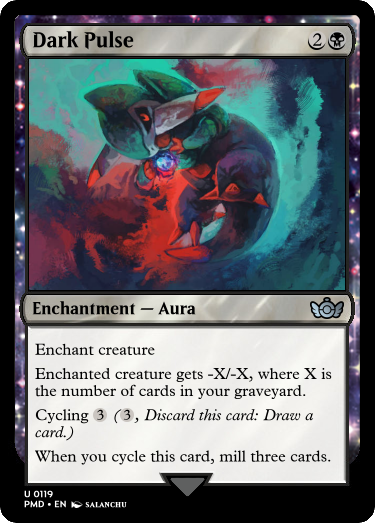 Dark Pulse 2
Enchantment — Aura
Enchant creature
Enchanted creature gets -X/-X, where X is
the number of cards in your graveyard.
Cycling 3 (3, Discard this card: Draw a
card.)
When you cycle this card, mill three cards.
U 0119
PMD • EN SALANCHU